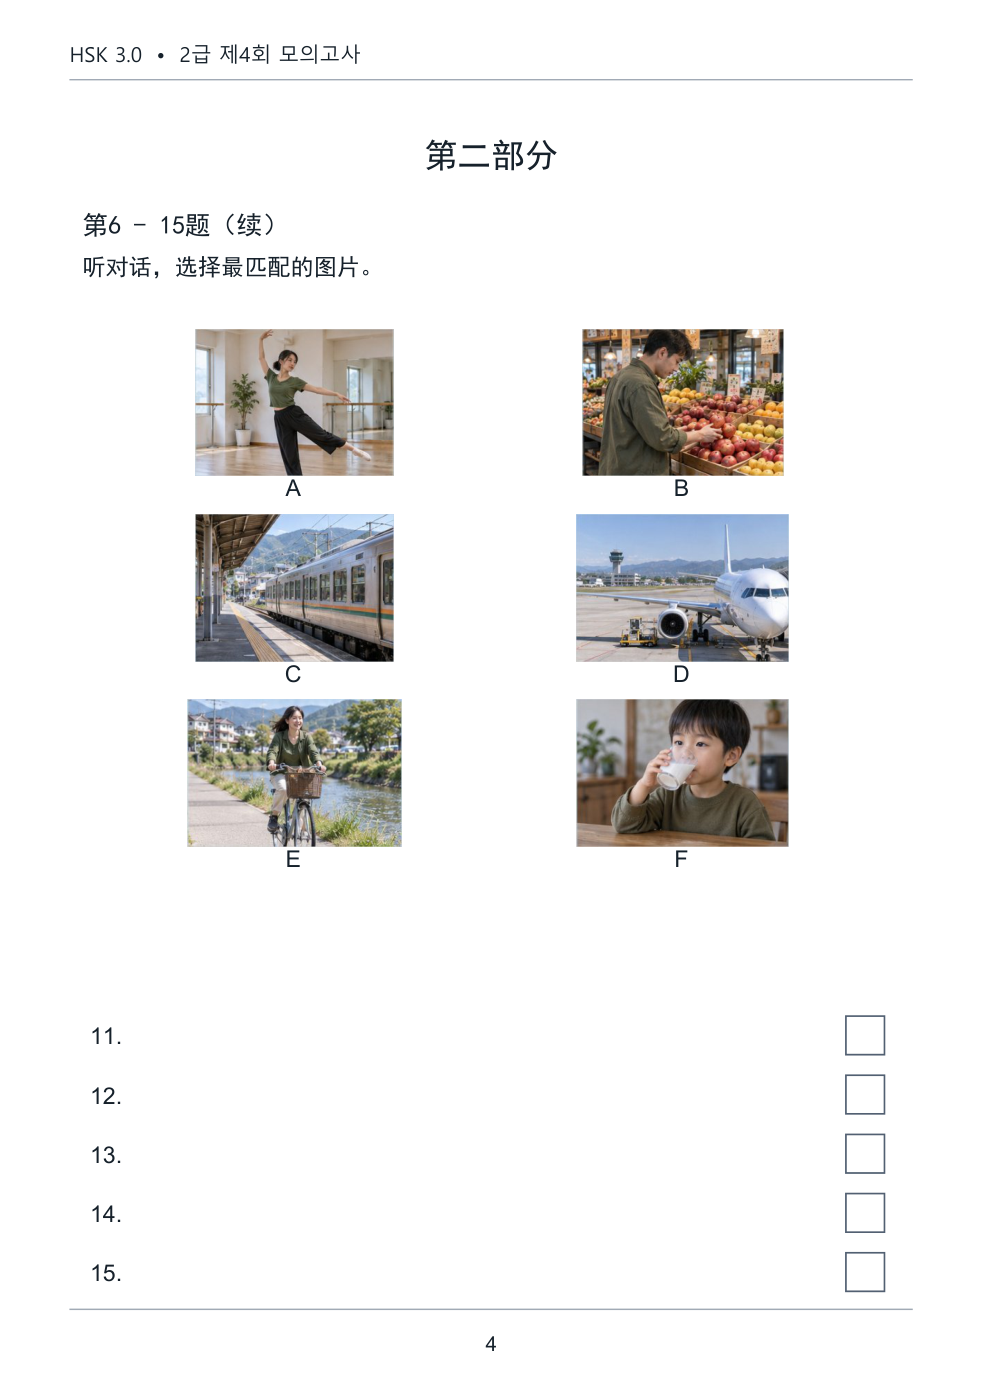 HSK 3.0 • 2급 제4회 모의고사
第二部分
第6 – 15题（续）
听对话，选择最匹配的图片。
A
B
C
D
E
F
11.
12.
13.
14.
15.
4